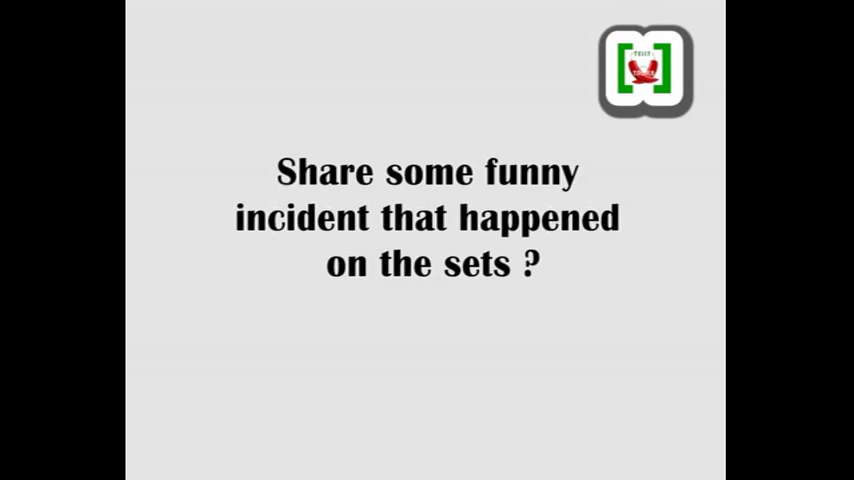 Share some funny
incident that happened
on the sets ?